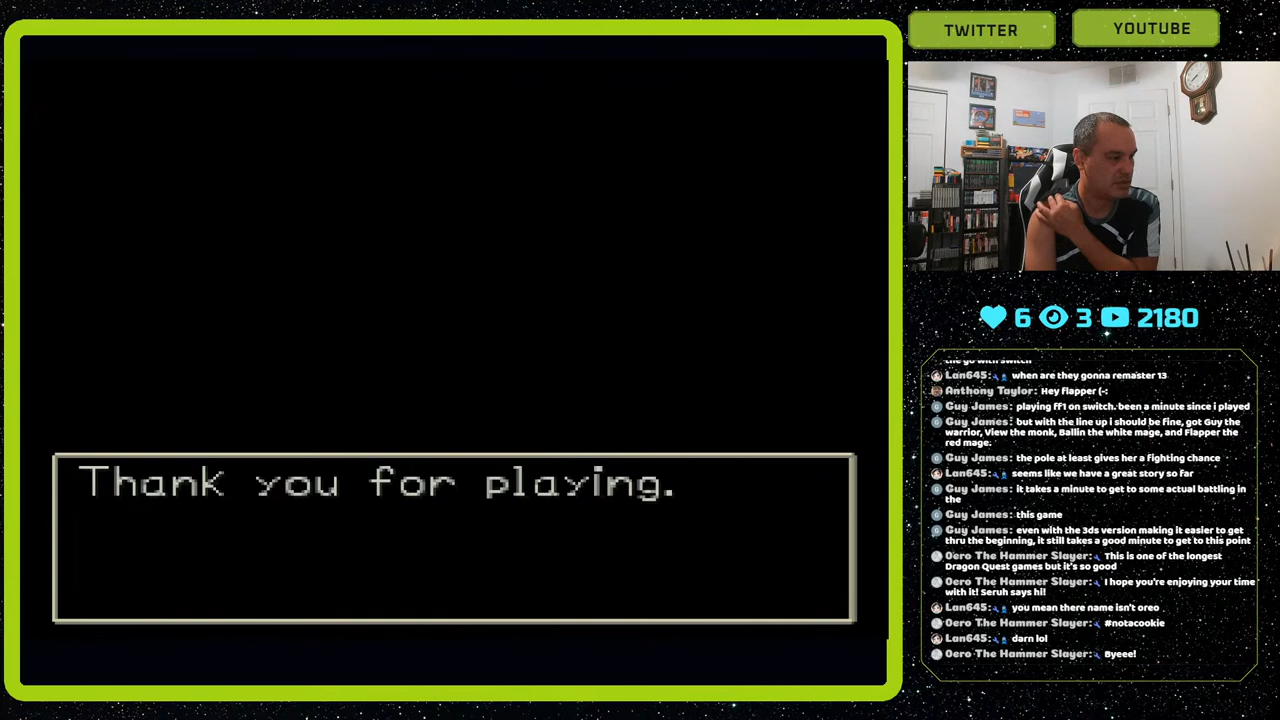 TWITTER
YOUTUBE
6
3
2180
Thank you for playing.
the go with switch
Lan645: when are they gonna remaster 13
Anthony Taylor: Hey flapper (-:
Guy James: playing ff1 on switch. been a minute since i played
Guy James: but with the line up i should be fine, got Guy the
warrior, View the monk, Ballin the white mage, and Flapper the
red mage.
Guy James: the pole at least gives her a fighting chance
Lan645: seems like we have a great story so far
Guy James: it takes a minute to get to some actual battling in
the
Guy James: this game
Guy James: even with the 3ds version making it easier to get
thru the beginning, it still takes a good minute to get to this point
0ero The Hammer Slayer: This is one of the longest
Dragon Quest games but it's so good
0ero The Hammer Slayer: I hope you're enjoying your time
with it! Seruh says hi!
Lan645: you mean there name isn't oreo
0ero The Hammer Slayer: #notacookie
Lan645: darn lol
0ero The Hammer Slayer: Byeee!